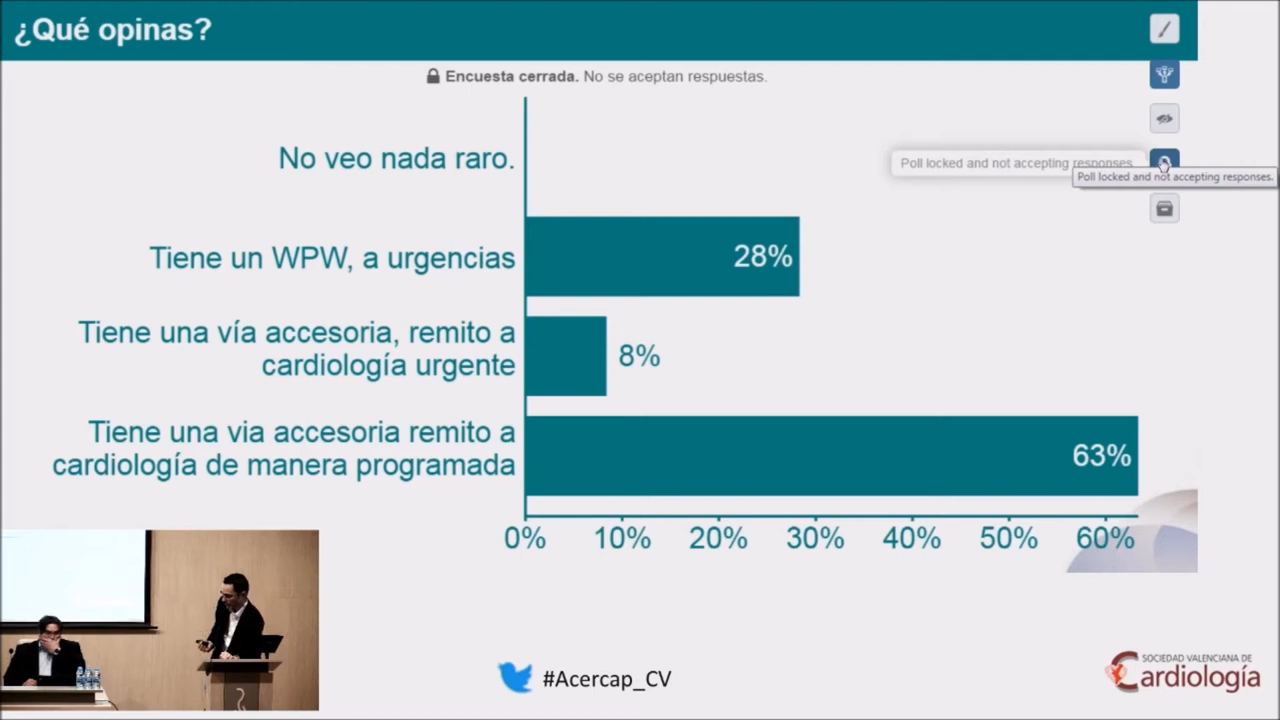 ¿Qué opinas?
Encuesta cerrada. No se aceptan respuestas.
No veo nada raro.
Poll locked and not accepting responses
Poll locked and not accepting responses.
Tiene un WPW, a urgencias
28%
Tiene una vía accesoria, remito a
cardiología urgente
8%
Tiene una via accesoria remito a
cardiología de manera programada
63%
0% 10% 20% 30% 40% 50% 60%
#Acercap_CV
SOCIEDAD VALENCIANA DE
Cardiología